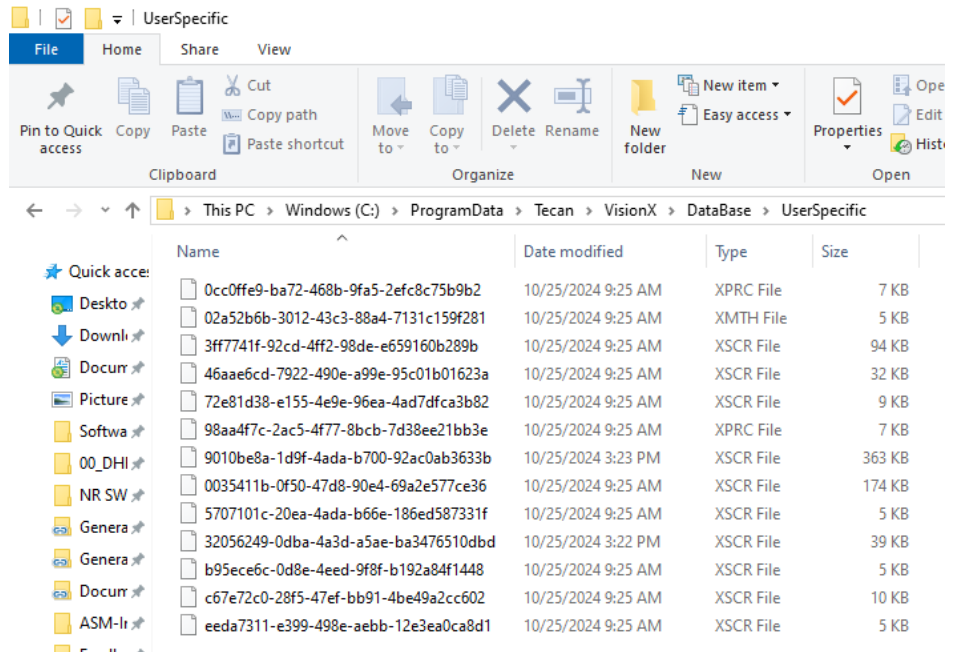 UserSpecific
File Home Share View
Pin to Quick access
Copy
Paste
Cut
Copy path
Paste shortcut
Clipboard
Move to
Copy to
Delete
Rename
Organize
New folder
New item
Easy access
New
Properties
Ope
Edit
Histo
Open
This PC > Windows (C:) > ProgramData > Tecan > VisionX > DataBase > UserSpecific
Quick acces
Deskto
Downl
Docum
Picture
Softwa
00_DHI
NR SW
Genera
Genera
Docum
ASM-Ir
Name Date modified Type Size
0cc0ffe9-ba72-468b-9fa5-2efc8c75b9b2 10/25/2024 9:25 AM XPRC File 7 KB
02a52b6b-3012-43c3-88a4-7131c159f281 10/25/2024 9:25 AM XMTH File 5 KB
3ff7741f-92cd-4ff2-98de-e659160b289b 10/25/2024 9:25 AM XSCR File 94 KB
46aae6cd-7922-490e-a99e-95c01b01623a 10/25/2024 9:25 AM XSCR File 32 KB
72e81d38-e155-4e9e-96ea-4ad7dfca3b82 10/25/2024 9:25 AM XSCR File 9 KB
98aa4f7c-2ac5-4f77-8bcb-7d38ee21bb3e 10/25/2024 9:25 AM XPRC File 7 KB
9010be8a-1d9f-4ada-b700-92ac0ab3633b 10/25/2024 3:23 PM XSCR File 363 KB
0035411b-0f50-47d8-90e4-69a2e577ce36 10/25/2024 9:25 AM XSCR File 174 KB
5707101c-20ea-4ada-b66e-186ed587331f 10/25/2024 9:25 AM XSCR File 5 KB
32056249-0dba-4a3d-a5ae-ba3476510dbd 10/25/2024 3:22 PM XSCR File 39 KB
b95ece6c-0d8e-4eed-9f8f-b192a84f1448 10/25/2024 9:25 AM XSCR File 5 KB
c67e72c0-28f5-47ef-bb91-4be49a2cc602 10/25/2024 9:25 AM XSCR File 10 KB
eeda7311-e399-498e-aebb-12e3ea0ca8d1 10/25/2024 9:25 AM XSCR File 5 KB